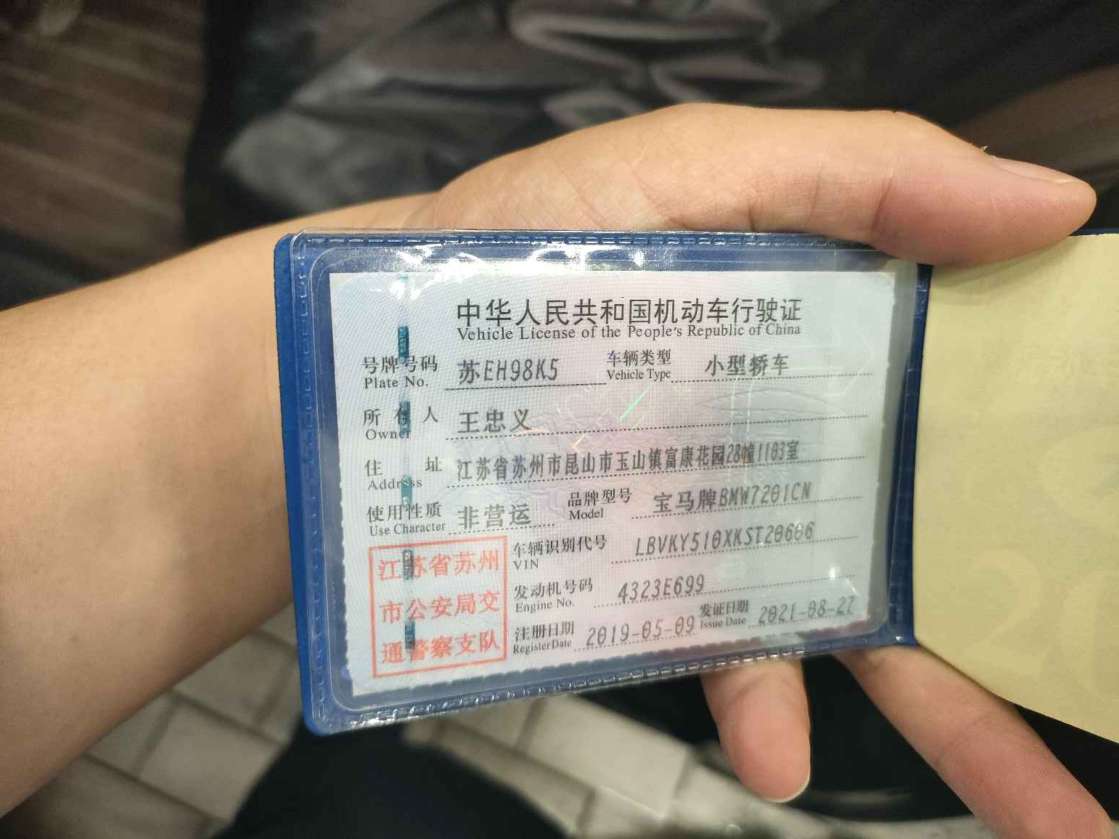 中华人民共和国机动车行驶证
Vehicle License of the People's Republic of China
号牌号码 苏EH98K5 车辆类型 小型轿车
Plate No. Vehicle Type
所有人 王忠义
Owner
住址 江苏省苏州市昆山市玉山镇富康花园28幢1103室
Address
使用性质 非营运 品牌型号 宝马牌BMW7201CN
Use Character Model
车辆识别代号 LBVKY510XKST20606
VIN
发动机号码 4323E699
Engine No.
注册日期 2019-05-09 发证日期 2021-08-27
Register Date Issue Date
江苏省苏州
市公安局交
通警察支队